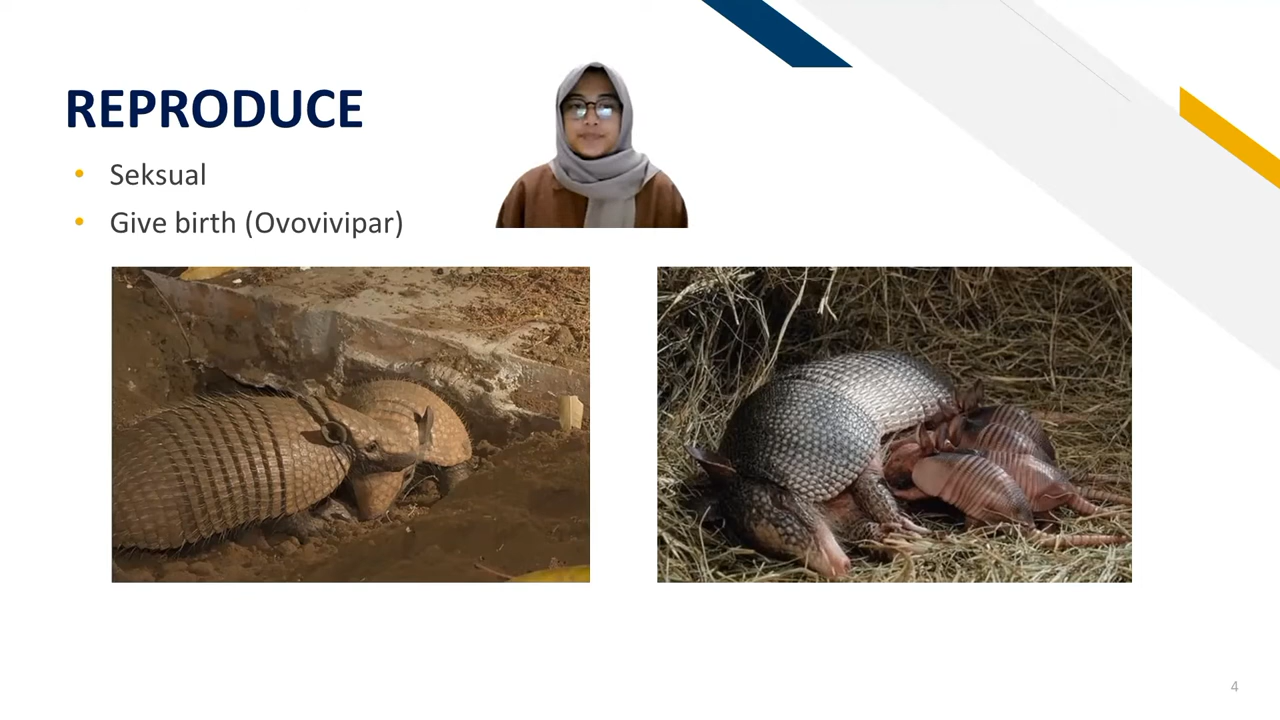 REPRODUCE
• Seksual
• Give birth (Ovovivipar)
4